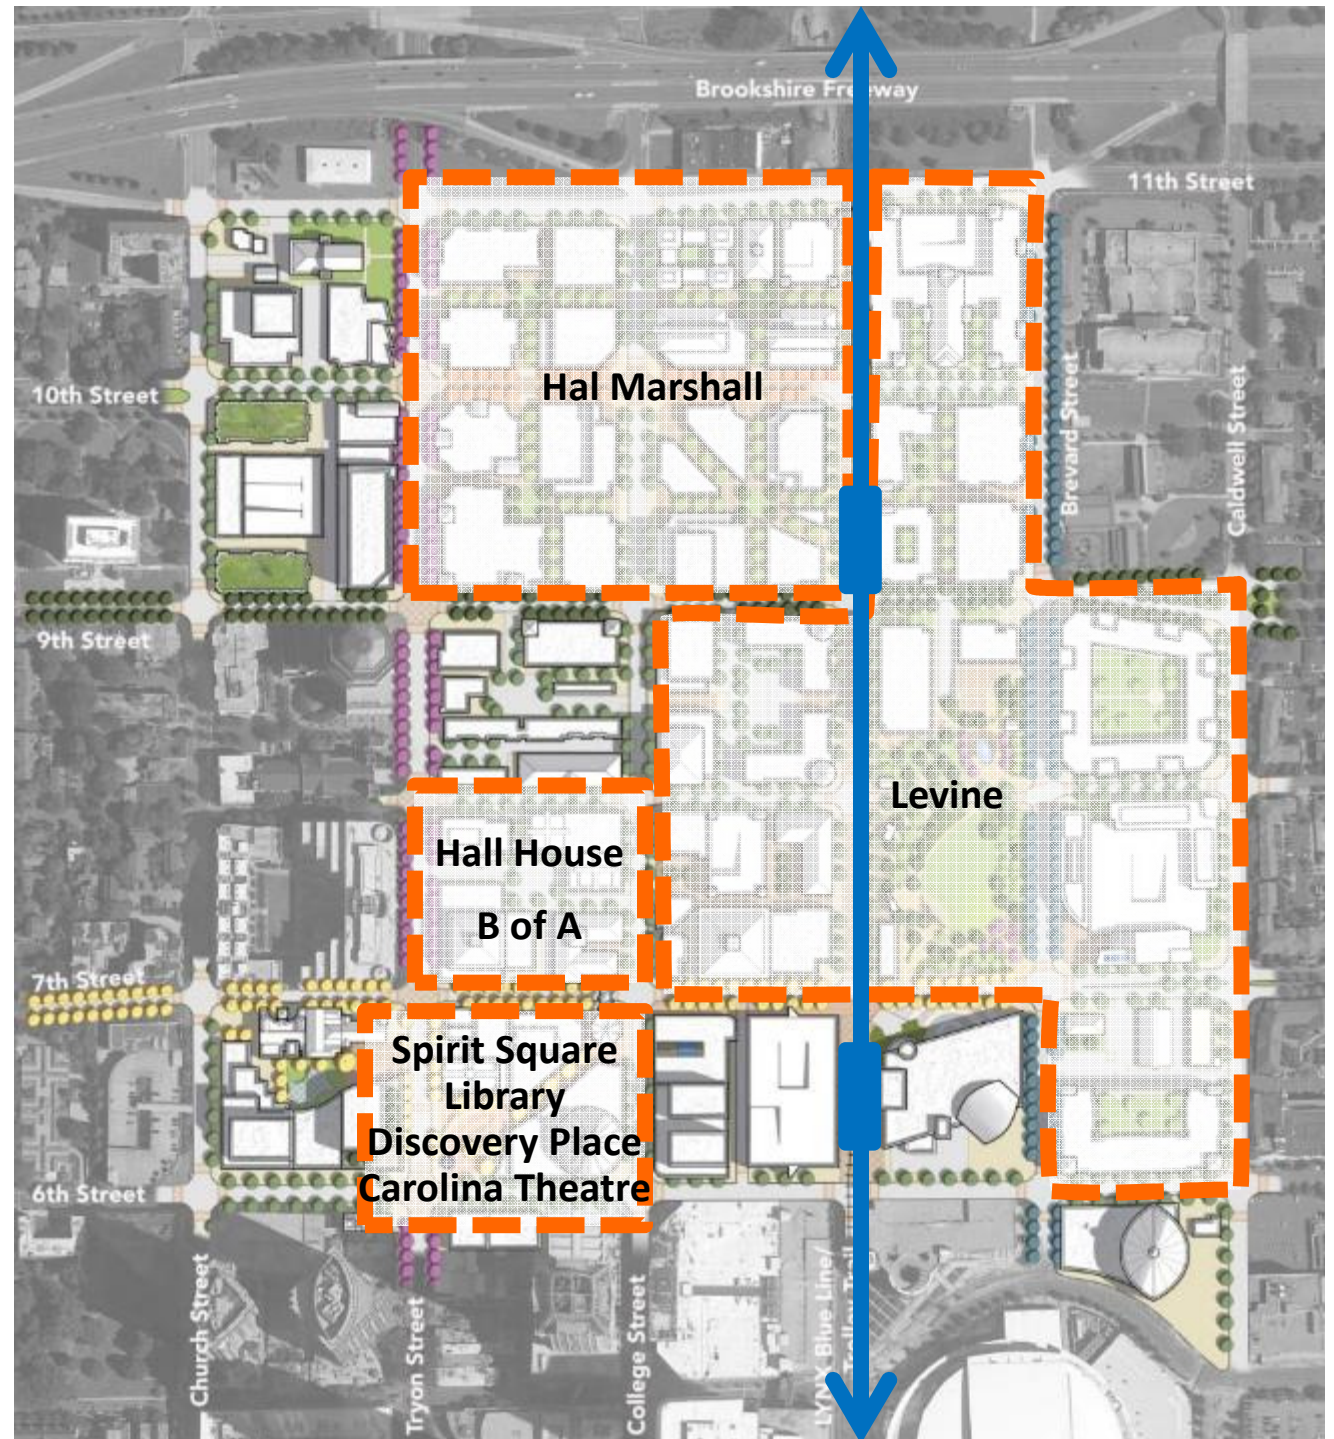 Brookshire Freeway
11th Street
Hal Marshall
10th Street
Brevard Street
Caldwell Street
9th Street
Levine
Hall House
B of A
7th Street
Spirit Square
Library
Discovery Place
Carolina Theatre
6th Street
Church Street
Tryon Street
College Street
LYNX Blue Line/
Trolley Trail